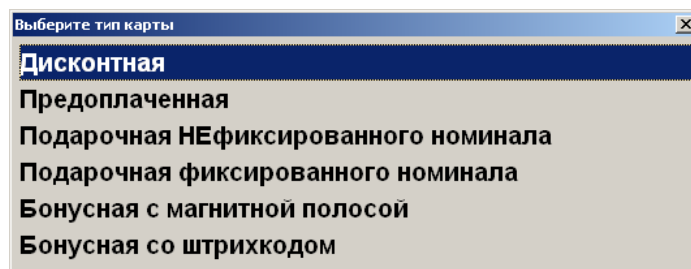 Выберите тип карты
Дисконтная
Предоплаченная
Подарочная НЕфиксированного номинала
Подарочная фиксированного номинала
Бонусная с магнитной полосой
Бонусная со штрихкодом